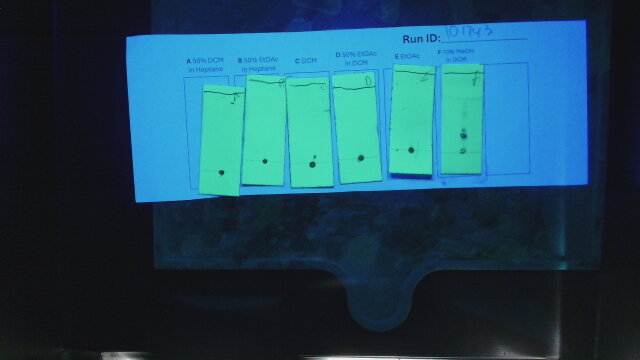 Run ID: 101743
A 50% DCM in Heptane
B 50% EtOAc in Heptane
C DCM
D 50% EtOAc in DCM
E EtOAc
F 10% MeOH in DCM
A
C
D
E
F